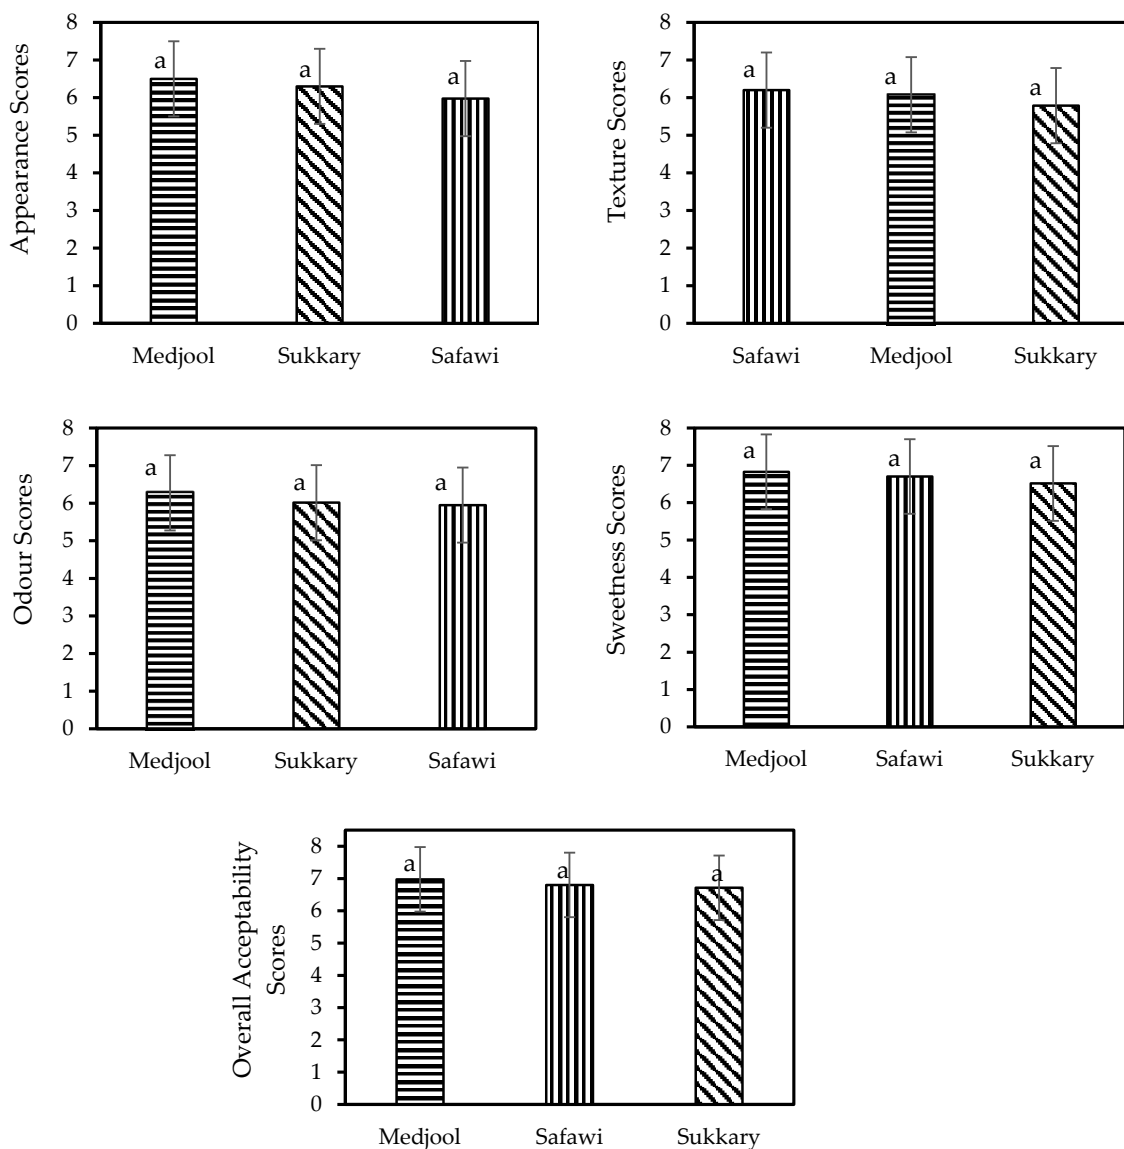 Appearance Scores
8
7
6
5
4
3
2
1
0
a a a
Medjool Sukkary Safawi
Texture Scores
8
7
6
5
4
3
2
1
0
a a a
Safawi Medjool Sukkary
Odour Scores
8
7
6
5
4
3
2
1
0
a a a
Medjool Sukkary Safawi
Sweetness Scores
8
7
6
5
4
3
2
1
0
a a a
Medjool Safawi Sukkary
Overall Acceptability
Scores
8
7
6
5
4
3
2
1
0
a a a
Medjool Safawi Sukkary